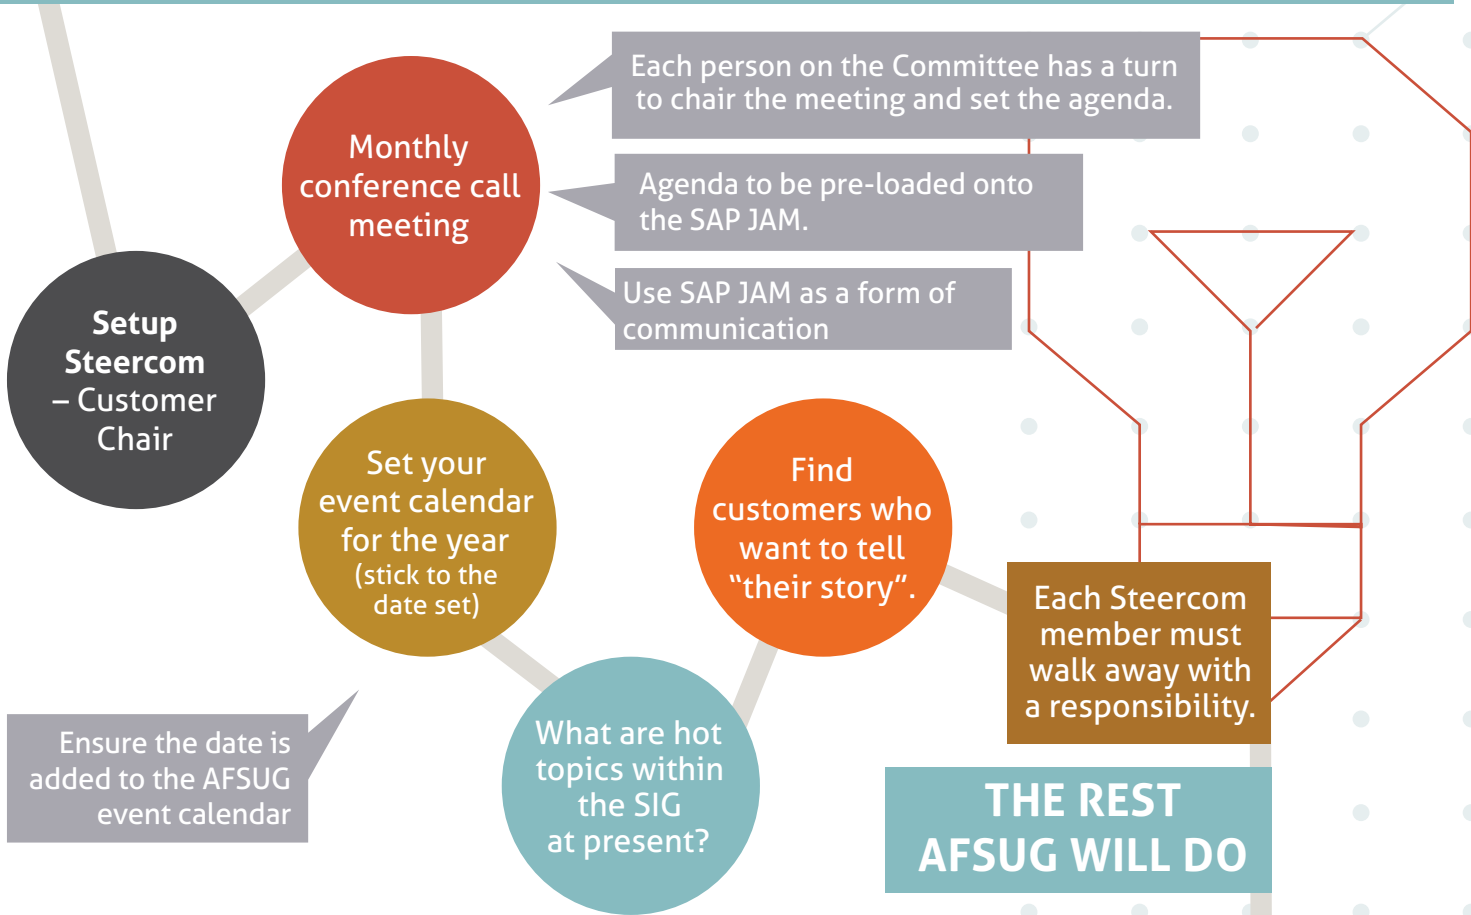 Each person on the Committee has a turn
to chair the meeting and set the agenda.
Monthly
conference call
meeting
Agenda to be pre-loaded onto
the SAP JAM.
Use SAP JAM as a form of
communication
Setup
Steercom
– Customer
Chair
Set your
event calendar
for the year
(stick to the
date set)
Find
customers who
want to tell
“their story”.
Each Steercom
member must
walk away with
a responsibility.
Ensure the date is
added to the AFSUG
event calendar
What are hot
topics within
the SIG
at present?
THE REST
AFSUG WILL DO